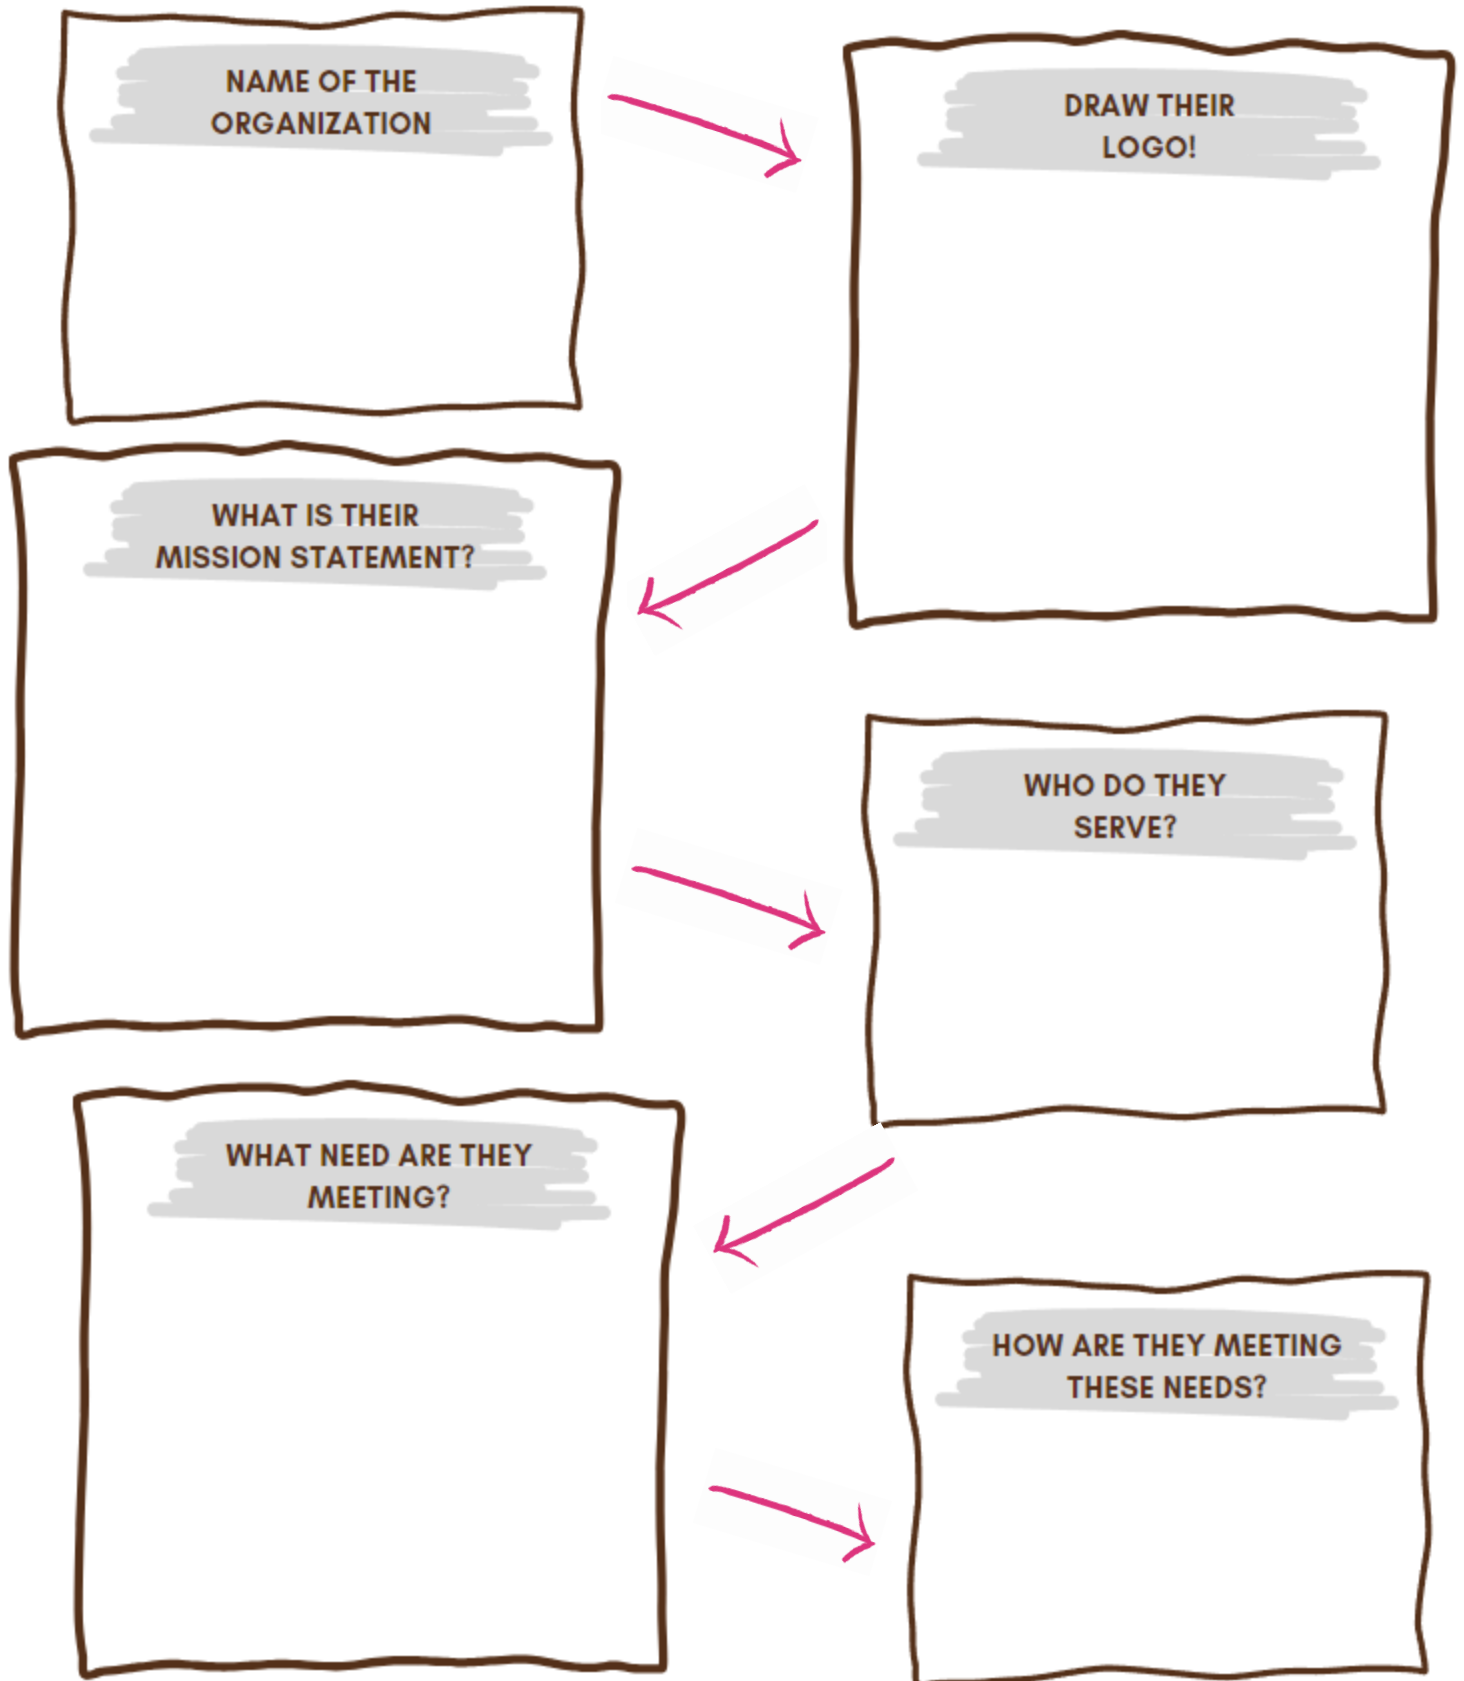 NAME OF THE
ORGANIZATION
DRAW THEIR
LOGO!
WHAT IS THEIR
MISSION STATEMENT?
WHO DO THEY
SERVE?
WHAT NEED ARE THEY
MEETING?
HOW ARE THEY MEETING
THESE NEEDS?